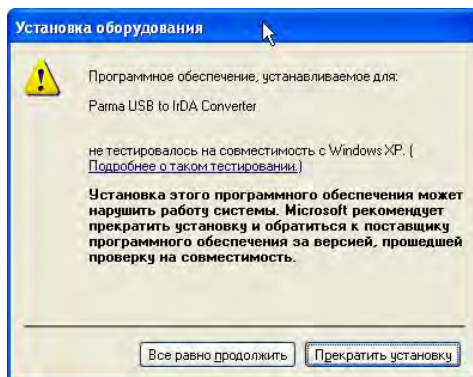 Установка оборудования
Программное обеспечение, устанавливаемое для:
Parma USB to IrDA Converter
не тестировалось на совместимость с Windows XP. (
Подробнее о таком тестировании.)
Установка этого программного обеспечения может
нарушить работу системы. Microsoft рекомендует
прекратить установку и обратиться к поставщику
программного обеспечения за версией, прошедшей
проверку на совместимость.
Все равно продолжить
Прекратить установку